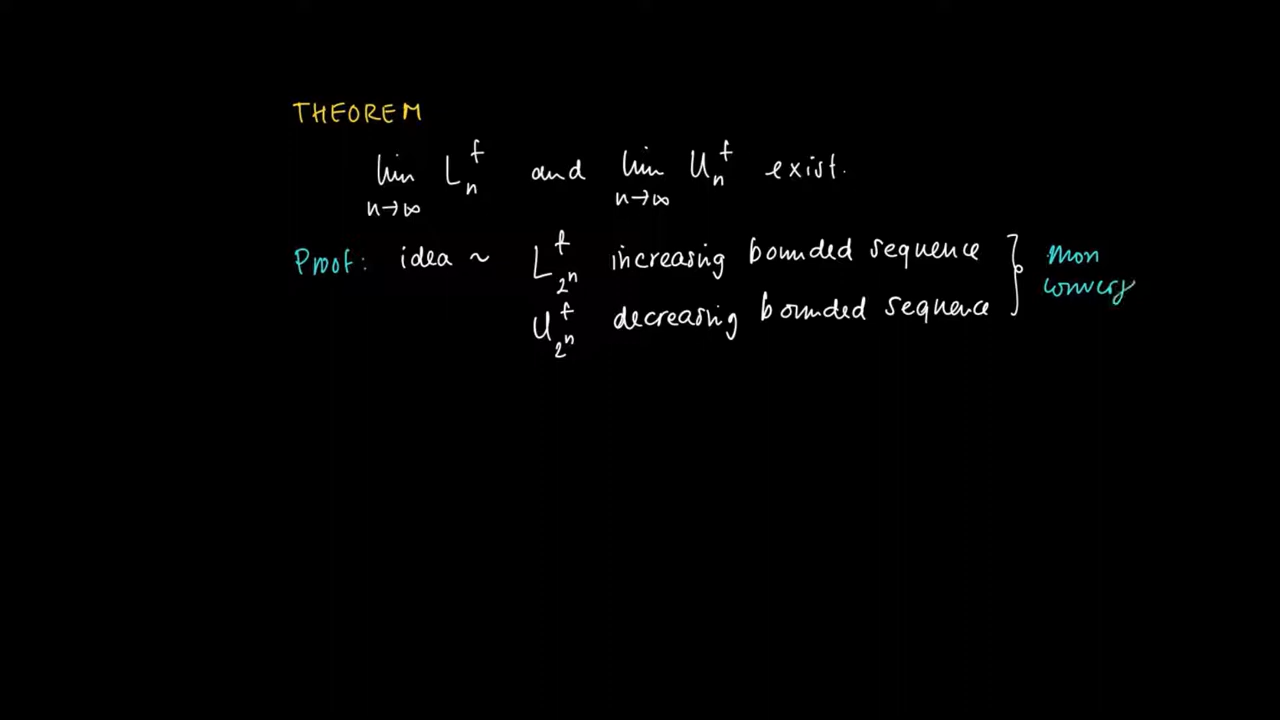 THEOREM
lim n→∞ L_n^f and lim n→∞ U_n^f exist.
Proof: idea ~ L_{2^n}^f increasing bounded sequence
U_{2^n}^f decreasing bounded sequence } mon
converg